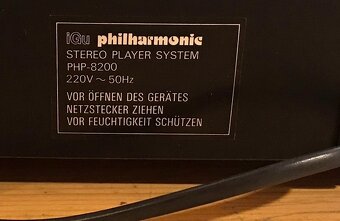 iGu philharmonic
STEREO PLAYER SYSTEM
PHP-8200
220V ~ 50Hz
VOR ÖFFNEN DES GERÄTES
NETZSTECKER ZIEHEN
VOR FEUCHTIGKEIT SCHÜTZEN